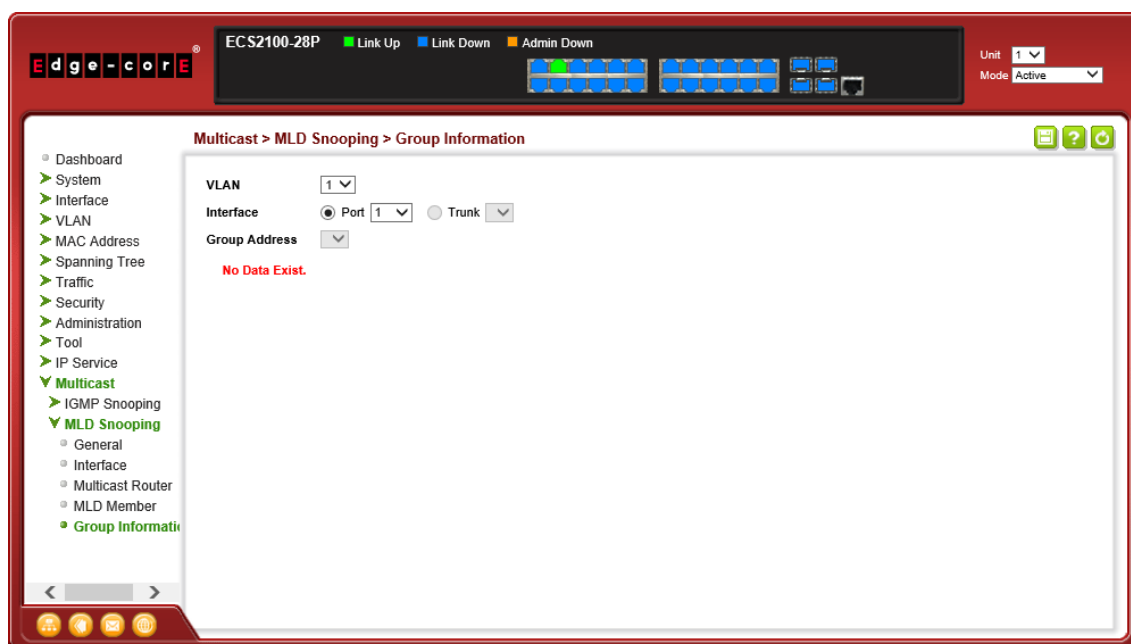 Edge-corE®
ECS2100-28P Link Up Link Down Admin Down
Unit 1
Mode Active
Multicast > MLD Snooping > Group Information
Dashboard
System
Interface
VLAN
MAC Address
Spanning Tree
Traffic
Security
Administration
Tool
IP Service
Multicast
IGMP Snooping
MLD Snooping
General
Interface
Multicast Router
MLD Member
Group Informatio
VLAN 1
Interface Port 1 Trunk
Group Address
No Data Exist.